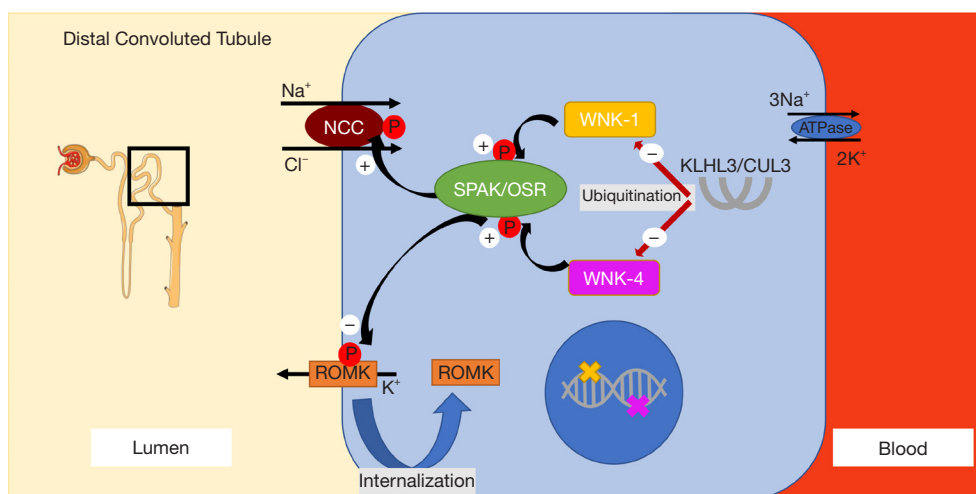 Distal Convoluted Tubule
Na⁺
NCC
P
Cl⁻
+
+
P
WNK-1
SPAK/OSR
P
+
−
Ubiquitination
KLHL3/CUL3
−
WNK-4
3Na⁺
ATPase
2K⁺
−
P
ROMK
K⁺
ROMK
Internalization
Lumen
Blood